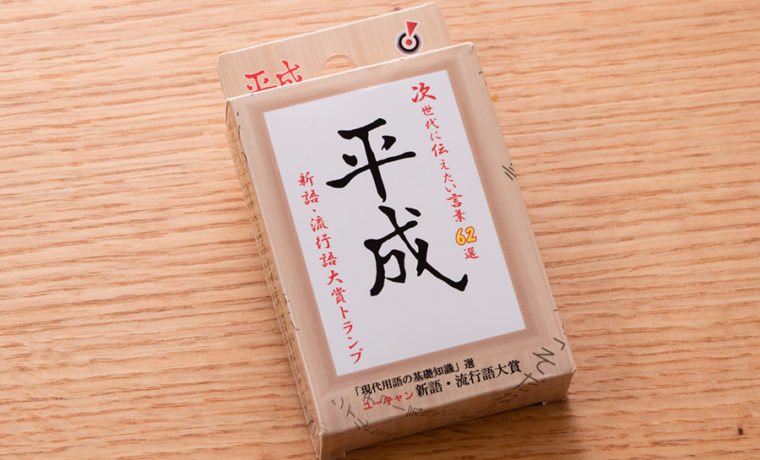 平成
次世代に伝えたい言葉62選
平成
新語・流行語大賞トランプ
「現代用語の基礎知識」選
ユーキャン新語・流行語大賞